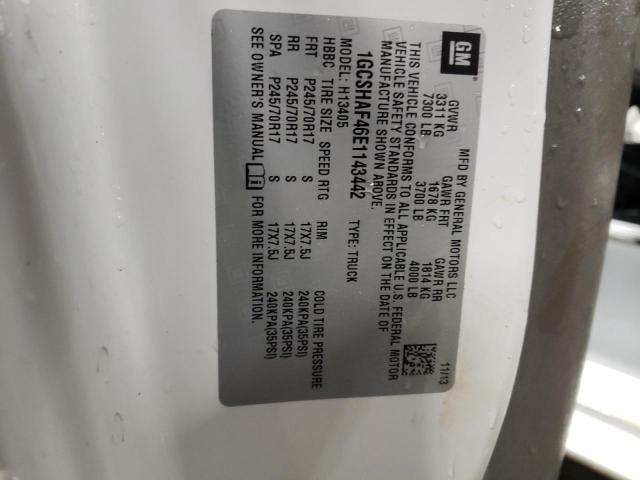 GM
MFD BY GENERAL MOTORS LLC 11/13
GVWR GAWR FRT GAWR RR
3311 KG 1678 KG 1814 KG
7300 LB 3700 LB 4000 LB
THIS VEHICLE CONFORMS TO ALL APPLICABLE U.S. FEDERAL MOTOR
VEHICLE SAFETY STANDARDS IN EFFECT ON THE DATE OF
MANUFACTURE SHOWN ABOVE.
1GCSHAF46E1143442 TYPE: TRUCK
MODEL: H13405
HBBC TIRE SIZE SPEED RTG RIM COLD TIRE PRESSURE
FRT P245/70R17 S 17X7.5J 240KPA(35PSI)
RR P245/70R17 S 17X7.5J 240KPA(35PSI)
SPA P245/70R17 S 17X7.5J 240KPA(35PSI)
SEE OWNER'S MANUAL FOR MORE INFORMATION.